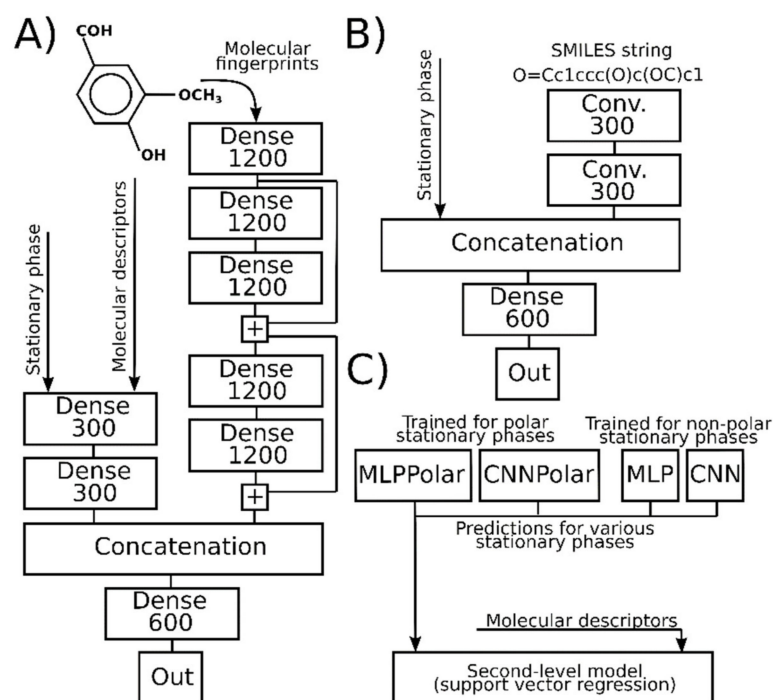 A)
COH
OCH₃
OH
Molecular
fingerprints
Dense
1200
Dense
1200
Dense
1200
+
Dense
1200
Dense
1200
+
Stationary phase
Molecular descriptors
Dense
300
Dense
300
Concatenation
Dense
600
Out
B)
Stationary phase
SMILES string
O=Cc1ccc(O)c(OC)c1
Conv.
300
Conv.
300
Concatenation
Dense
600
Out
C)
Trained for polar
stationary phases
Trained for non-polar
stationary phases
MLPPolar
CNNPolar
MLP
CNN
Predictions for various
stationary phases
Molecular descriptors
Second-level model
(support vector regression)